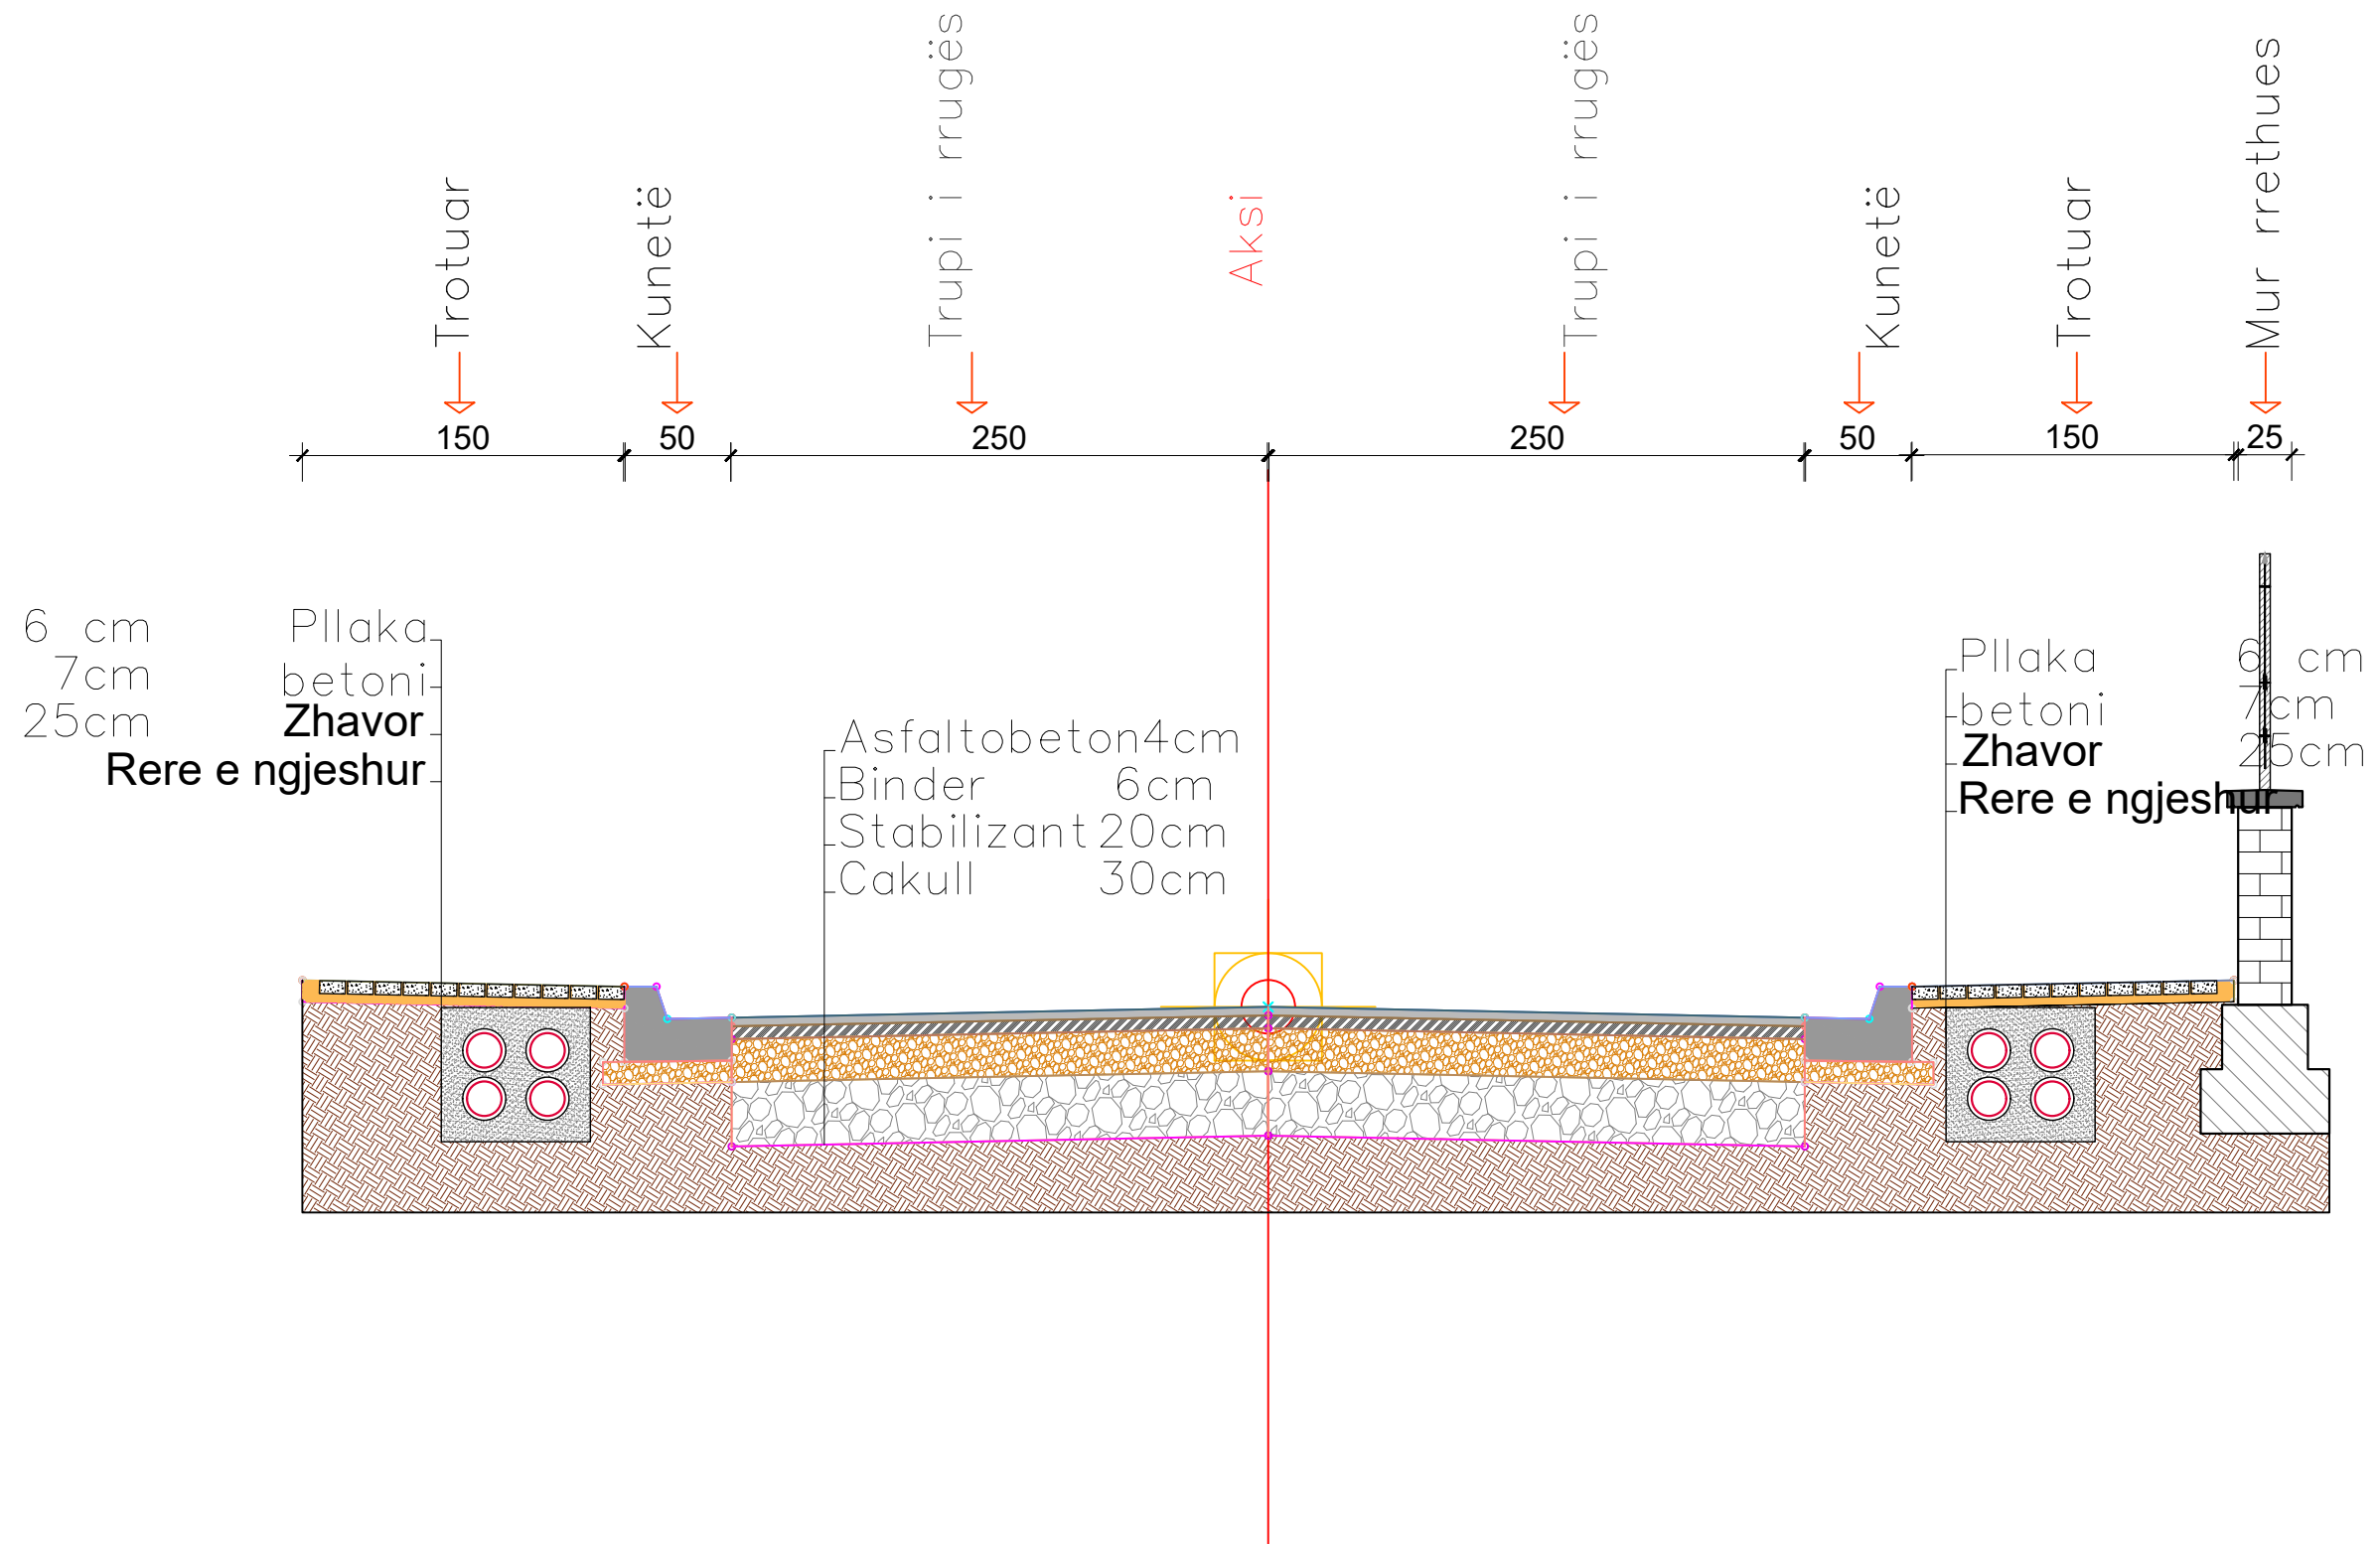 Trotuar
Kunetë
Trupi i rrugës
Aksi
Trupi i rrugës
Kunetë
Trotuar
Mur rrethues
150
50
250
250
50
150
25
Pllaka 6 cm
betoni 7cm
Zhavor 25cm
Rere e ngjeshur
Asfaltobeton4cm
Binder 6cm
Stabilizant 20cm
Cakull 30cm
Pllaka 6 cm
betoni 7cm
Zhavor 25cm
Rere e ngjeshur